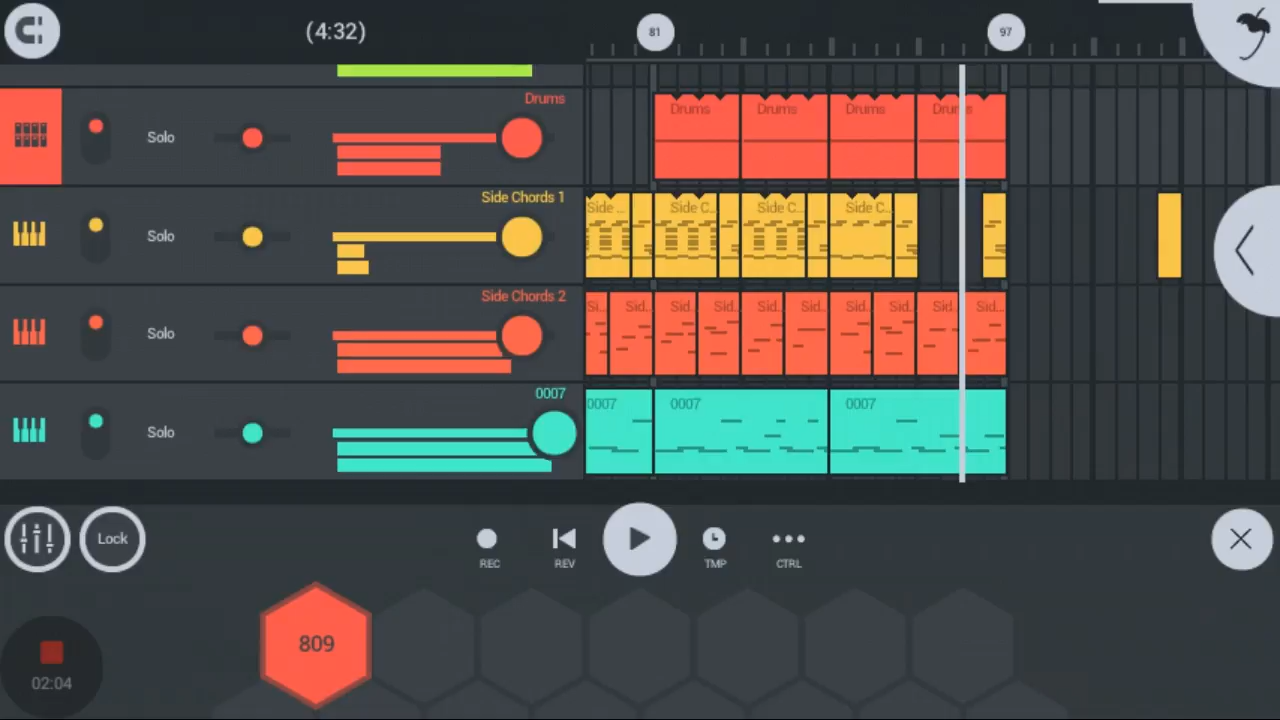 (4:32)
81
97
Drums
Solo
Drums
Drums
Drums
Drums
Side Chords 1
Solo
Side ...
Side C...
Side C...
Side C...
Side Chords 2
Solo
Si...
Sid...
Sid...
Sid...
Sid...
Sid...
Sid...
Sid...
Sid...
Sid...
0007
Solo
0007
0007
0007
Lock
REC
REV
TMP
CTRL
809
02:04